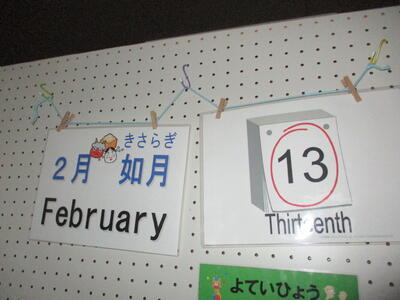 きさらぎ
２月 如月
February
13
Thirteenth
よていひょう